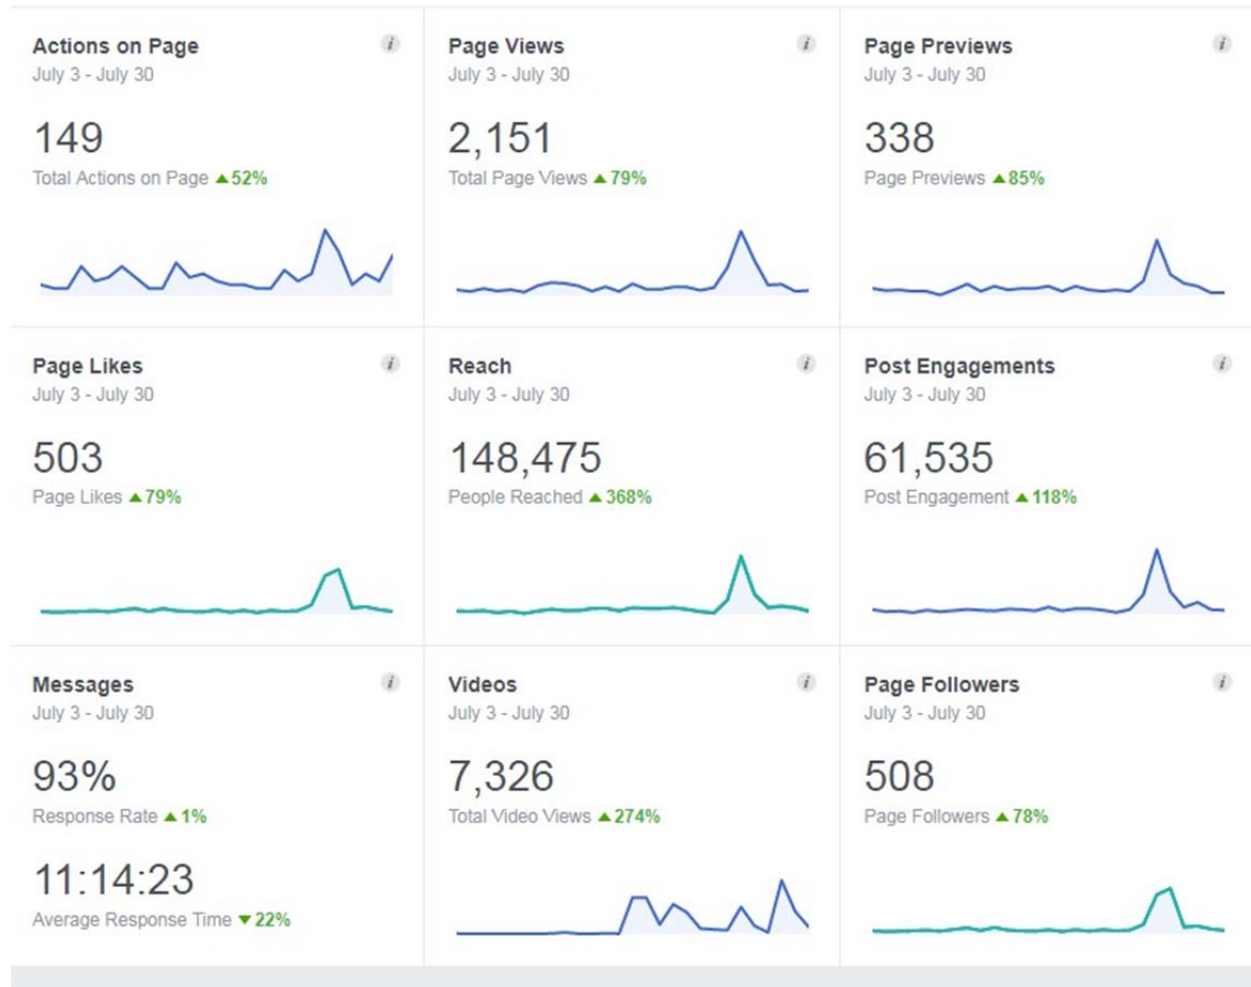 Actions on Page
July 3 - July 30
149
Total Actions on Page ▲52%
Page Views
July 3 - July 30
2,151
Total Page Views ▲79%
Page Previews
July 3 - July 30
338
Page Previews ▲85%
Page Likes
July 3 - July 30
503
Page Likes ▲79%
Reach
July 3 - July 30
148,475
People Reached ▲368%
Post Engagements
July 3 - July 30
61,535
Post Engagement ▲118%
Messages
July 3 - July 30
93%
Response Rate ▲1%
11:14:23
Average Response Time ▼22%
Videos
July 3 - July 30
7,326
Total Video Views ▲274%
Page Followers
July 3 - July 30
508
Page Followers ▲78%